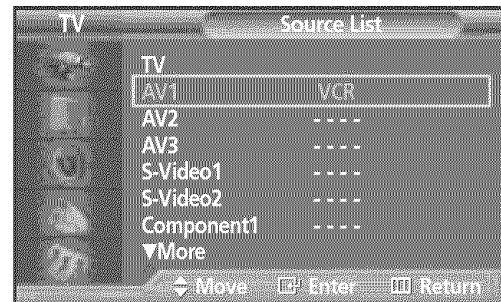 TV Source List
TV
AV1 VCR
AV2 - - - -
AV3 - - - -
S-Video1 - - - -
S-Video2 - - - -
Component1 - - - -
▼More
Move Enter Return